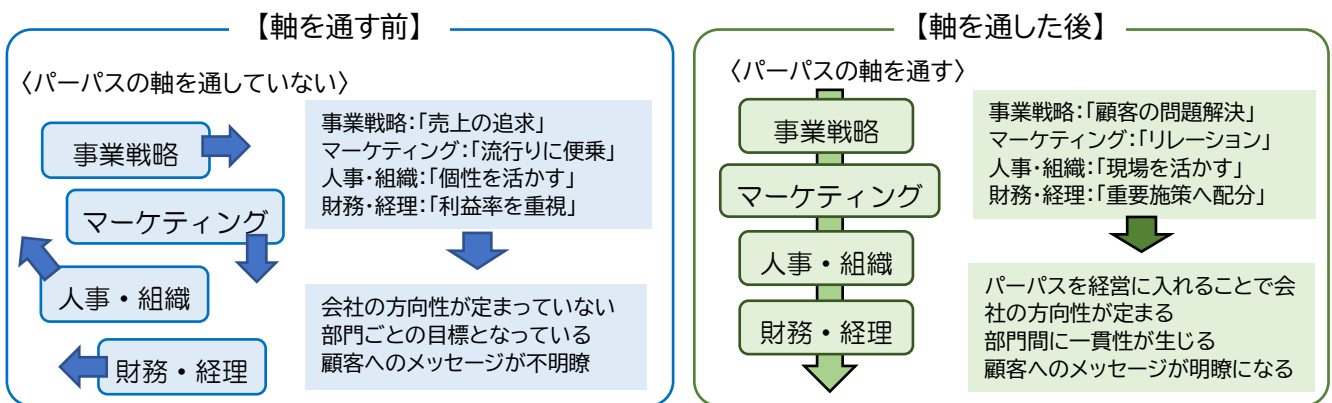 【軸を通す前】
〈パーパスの軸を通していない〉
事業戦略
マーケティング
人事・組織
財務・経理
事業戦略:「売上の追求」
マーケティング:「流行りに便乗」
人事・組織:「個性を活かす」
財務・経理:「利益率を重視」
会社の方向性が定まっていない
部門ごとの目標となっている
顧客へのメッセージが不明瞭
【軸を通した後】
〈パーパスの軸を通す〉
事業戦略
マーケティング
人事・組織
財務・経理
事業戦略:「顧客の問題解決」
マーケティング:「リレーション」
人事・組織:「現場を活かす」
財務・経理:「重要施策へ配分」
パーパスを経営に入れることで会
社の方向性が定まる
部門間に一貫性が生じる
顧客へのメッセージが明瞭になる